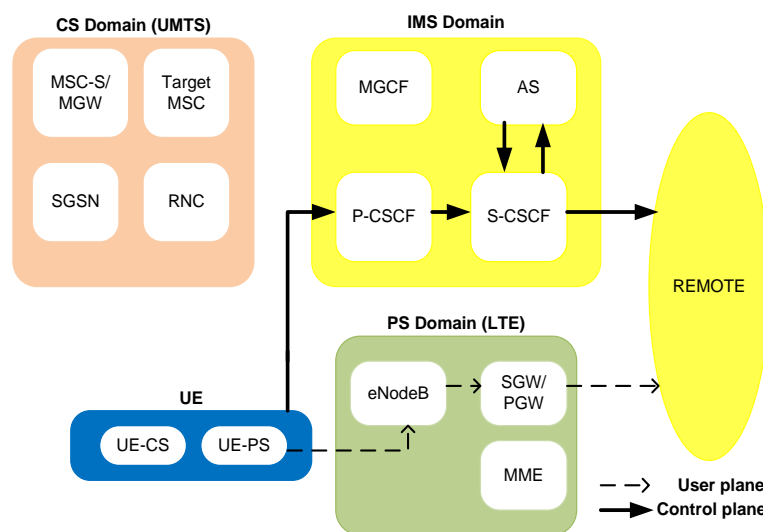 CS Domain (UMTS)
IMS Domain
MSC-S/
MGW
Target
MSC
MGCF
AS
SGSN
RNC
P-CSCF
S-CSCF
REMOTE
PS Domain (LTE)
eNodeB
SGW/
PGW
UE
UE-CS
UE-PS
MME
User plane
Control plane